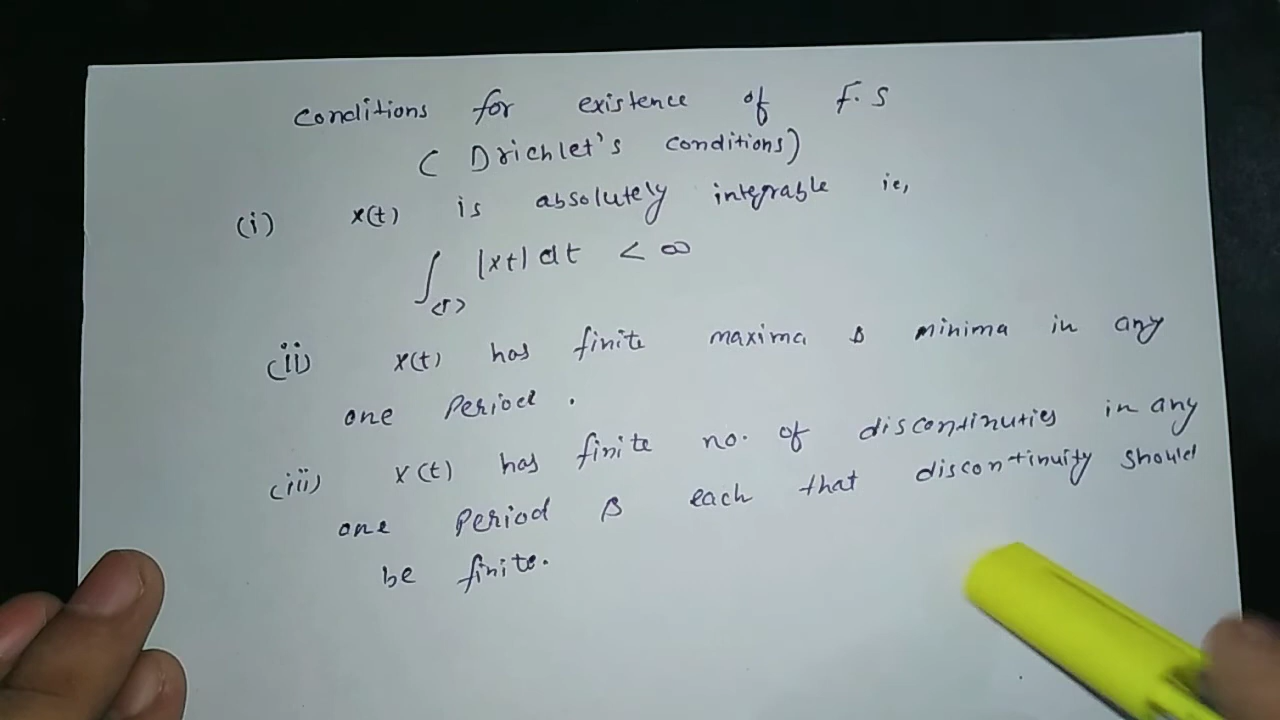 Conditions for existence of F.S
( Drichlet's conditions)
(i) x(t) is absolutely integrable ie,
∫<T> |xt| dt < ∞
(ii) x(t) has finite maxima & minima in any
one Period.
(iii) x(t) has finite no. of discontinuties in any
one Period & each that discontinuity should
be finite.